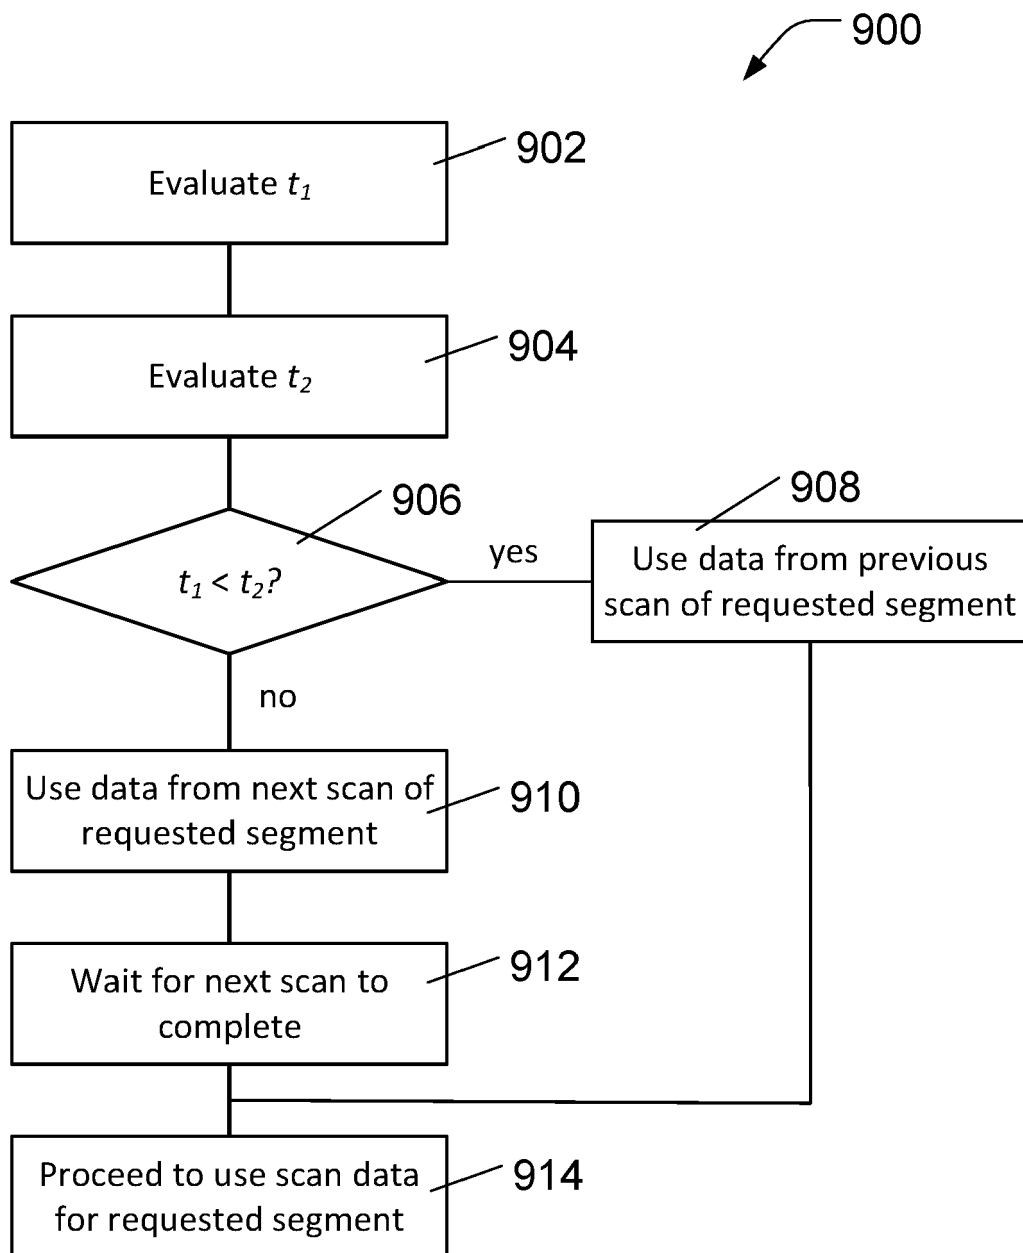 900
902
Evaluate t₁
904
Evaluate t₂
906
908
t₁ < t₂?
yes
Use data from previous
scan of requested segment
no
Use data from next scan of
requested segment
910
Wait for next scan to
complete
912
Proceed to use scan data
for requested segment
914